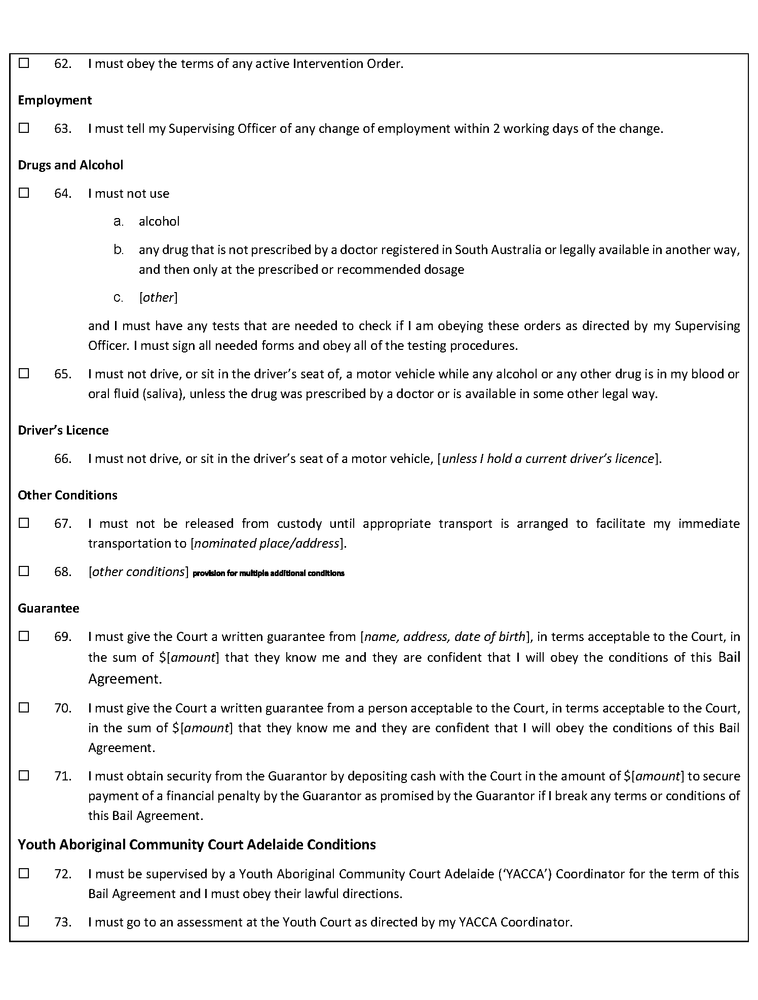 ☐ 62. I must obey the terms of any active Intervention Order.
Employment
☐ 63. I must tell my Supervising Officer of any change of employment within 2 working days of the change.
Drugs and Alcohol
☐ 64. I must not use
a. alcohol
b. any drug that is not prescribed by a doctor registered in South Australia or legally available in another way,
and then only at the prescribed or recommended dosage
c. [other]
and I must have any tests that are needed to check if I am obeying these orders as directed by my Supervising
Officer. I must sign all needed forms and obey all of the testing procedures.
☐ 65. I must not drive, or sit in the driver’s seat of, a motor vehicle while any alcohol or any other drug is in my blood or
oral fluid (saliva), unless the drug was prescribed by a doctor or is available in some other legal way.
Driver’s Licence
66. I must not drive, or sit in the driver’s seat of a motor vehicle, [unless I hold a current driver’s licence].
Other Conditions
☐ 67. I must not be released from custody until appropriate transport is arranged to facilitate my immediate
transportation to [nominated place/address].
☐ 68. [other conditions] provision for multiple additional conditions
Guarantee
☐ 69. I must give the Court a written guarantee from [name, address, date of birth], in terms acceptable to the Court, in
the sum of $[amount] that they know me and they are confident that I will obey the conditions of this Bail
Agreement.
☐ 70. I must give the Court a written guarantee from a person acceptable to the Court, in terms acceptable to the Court,
in the sum of $[amount] that they know me and they are confident that I will obey the conditions of this Bail
Agreement.
☐ 71. I must obtain security from the Guarantor by depositing cash with the Court in the amount of $[amount] to secure
payment of a financial penalty by the Guarantor as promised by the Guarantor if I break any terms or conditions of
this Bail Agreement.
Youth Aboriginal Community Court Adelaide Conditions
☐ 72. I must be supervised by a Youth Aboriginal Community Court Adelaide (‘YACCA’) Coordinator for the term of this
Bail Agreement and I must obey their lawful directions.
☐ 73. I must go to an assessment at the Youth Court as directed by my YACCA Coordinator.